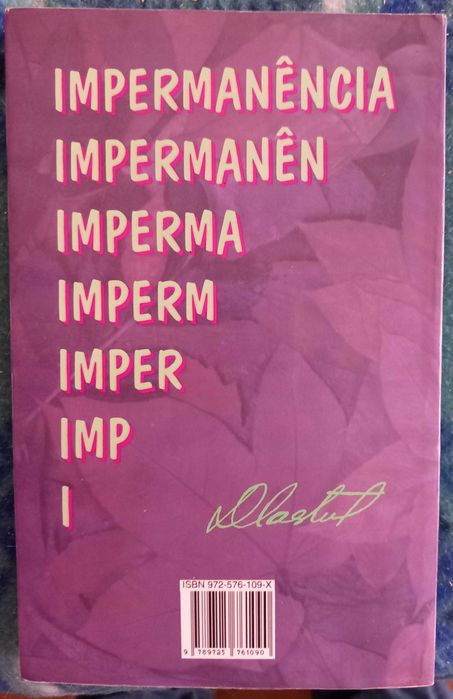 IMPERMANÊNCIA
IMPERMANÊN
IMPERMA
IMPERM
IMPER
IMP
I
ISBN 972-576-109-X
9 789725 761090